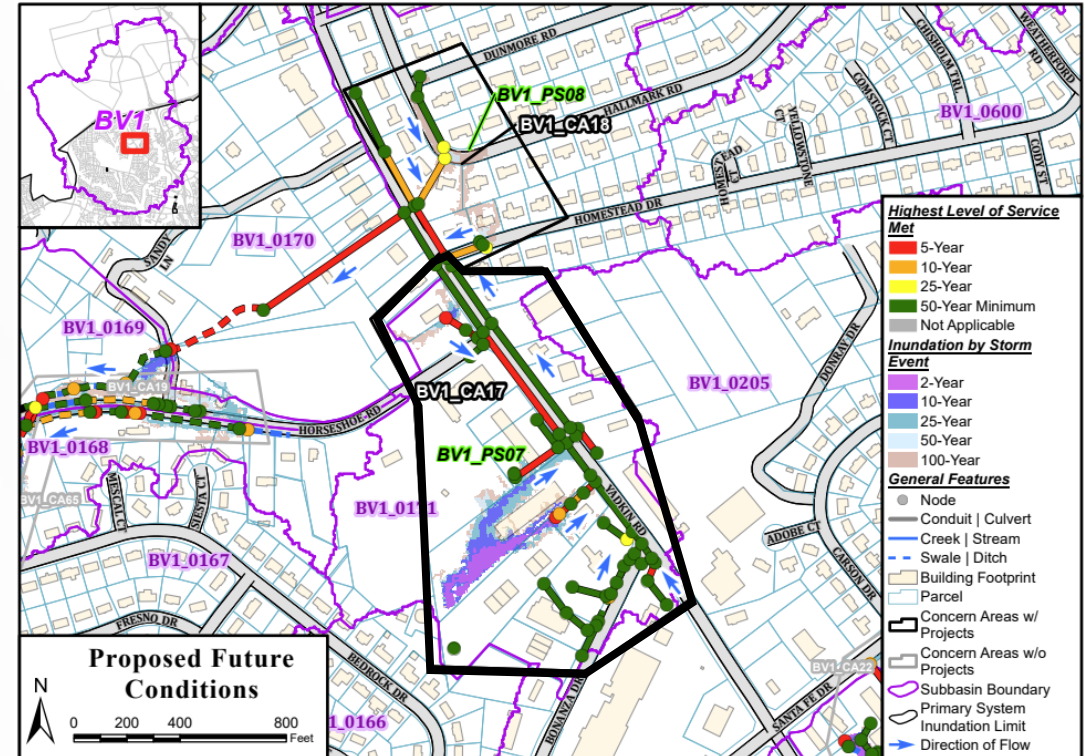 BV1
DUNMORE RD
CHISHOLM TRL
WEATHERFORD
RD
BV1_PS08
HALLMARK RD
COMSTOCK CT
BV1_CA18
BV1_0600
YELLOWSTONE
CT
CODY ST
HOMESTEAD DR
BV1_0170
SANDY
LN
BV1_0169
BV1_CA19
BV1_CA17
BV1_0205
DONRAY DR
HORSESHOE RD
BV1_0168
BV1_PS07
BV1_CA65
MESCAL CT
SIESTA CT
BV1_0171
YADKIN RD
ADOBE CT
CARSON DR
BV1_0167
FRESNO DR
BEDROCK DR
BV1_CA22
1_0166
BONANZA DR
SANTA FE DR
Highest Level of Service
Met
5-Year
10-Year
25-Year
50-Year Minimum
Not Applicable
Inundation by Storm
Event
2-Year
10-Year
25-Year
50-Year
100-Year
General Features
Node
Conduit | Culvert
Creek | Stream
Swale | Ditch
Building Footprint
Parcel
Concern Areas w/
Projects
Concern Areas w/o
Projects
Subbasin Boundary
Primary System
Inundation Limit
Direction of Flow
Proposed Future
Conditions
N
0 200 400 800
Feet